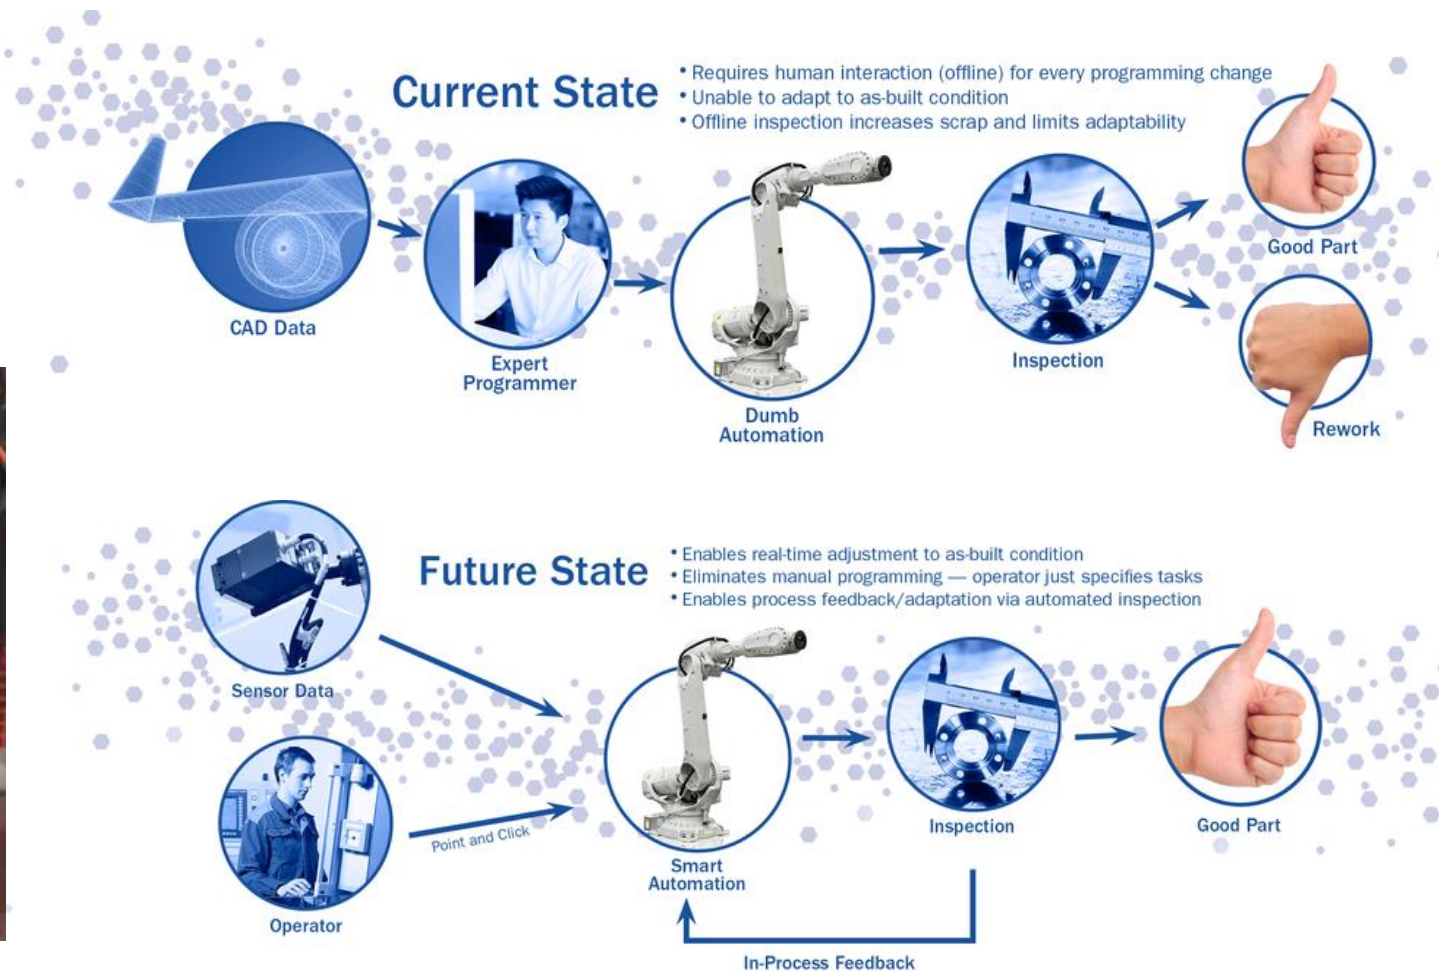 Current State
• Requires human interaction (offline) for every programming change
• Unable to adapt to as-built condition
• Offline inspection increases scrap and limits adaptability
CAD Data
Expert
Programmer
Dumb
Automation
Inspection
Good Part
Rework
Future State
• Enables real-time adjustment to as-built condition
• Eliminates manual programming — operator just specifies tasks
• Enables process feedback/adaptation via automated inspection
Sensor Data
Point and Click
Operator
Smart
Automation
Inspection
Good Part
In-Process Feedback